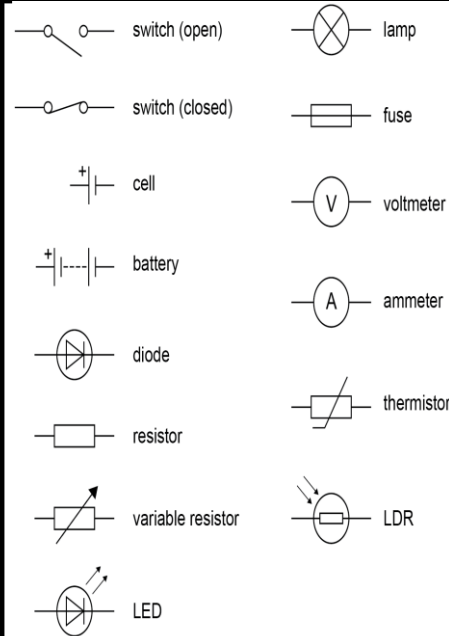 switch (open)
switch (closed)
+
cell
+
battery
diode
resistor
variable resistor
LED
lamp
fuse
V
voltmeter
A
ammeter
thermistor
LDR